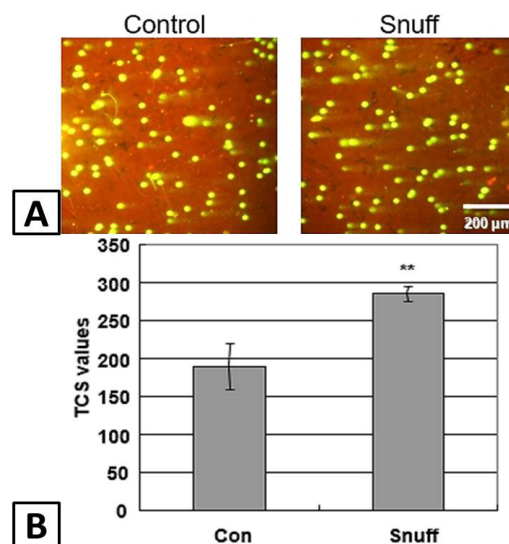 Control Snuff
A
200 µm
B
TCS values
350
300
250
200
150
100
50
0
**
Con Snuff